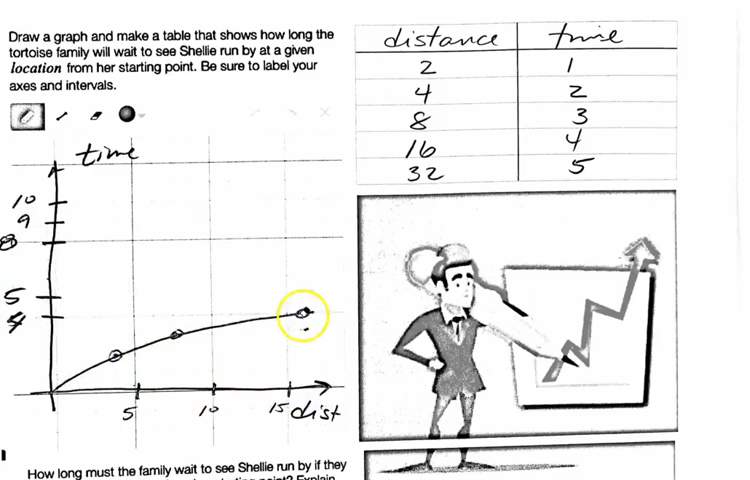 Draw a graph and make a table that shows how long the
tortoise family will wait to see Shellie run by at a given
location from her starting point. Be sure to label your
axes and intervals.
distance time
2 1
4 2
8 3
16 4
32 5
time
10
9
8
5
4
5 10 15 dist
How long must the family wait to see Shellie run by if they